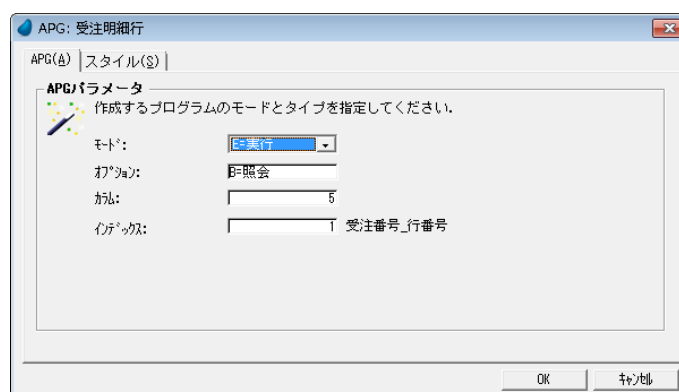 APG: 受注明細行
APG(A) スタイル(S)
APGパラメータ
作成するプログラムのモードとタイプを指定してください.
ﾓｰﾄﾞ: E=実行
ｵﾌﾟｼｮﾝ: B=照会
ｶﾗﾑ: 5
ｲﾝﾃﾞｯｸｽ: 1 受注番号_行番号
OK ｷｬﾝｾﾙ